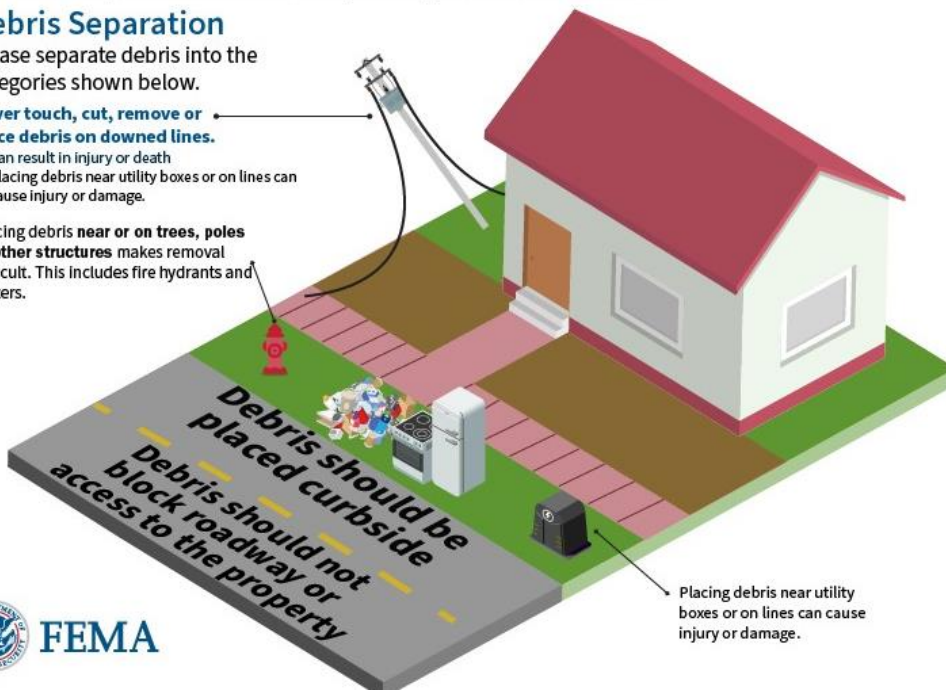 ebris Separation
ase separate debris into the
egories shown below.
ver touch, cut, remove or
ce debris on downed lines.
an result in injury or death
lacing debris near utility boxes or on lines can
ause injury or damage.
cing debris near or on trees, poles
other structures makes removal
icult. This includes fire hydrants and
ters.
Debris should be
placed curbside
Debris should not
block roadway or
access to the property
Placing debris near utility
boxes or on lines can cause
injury or damage.
FEMA